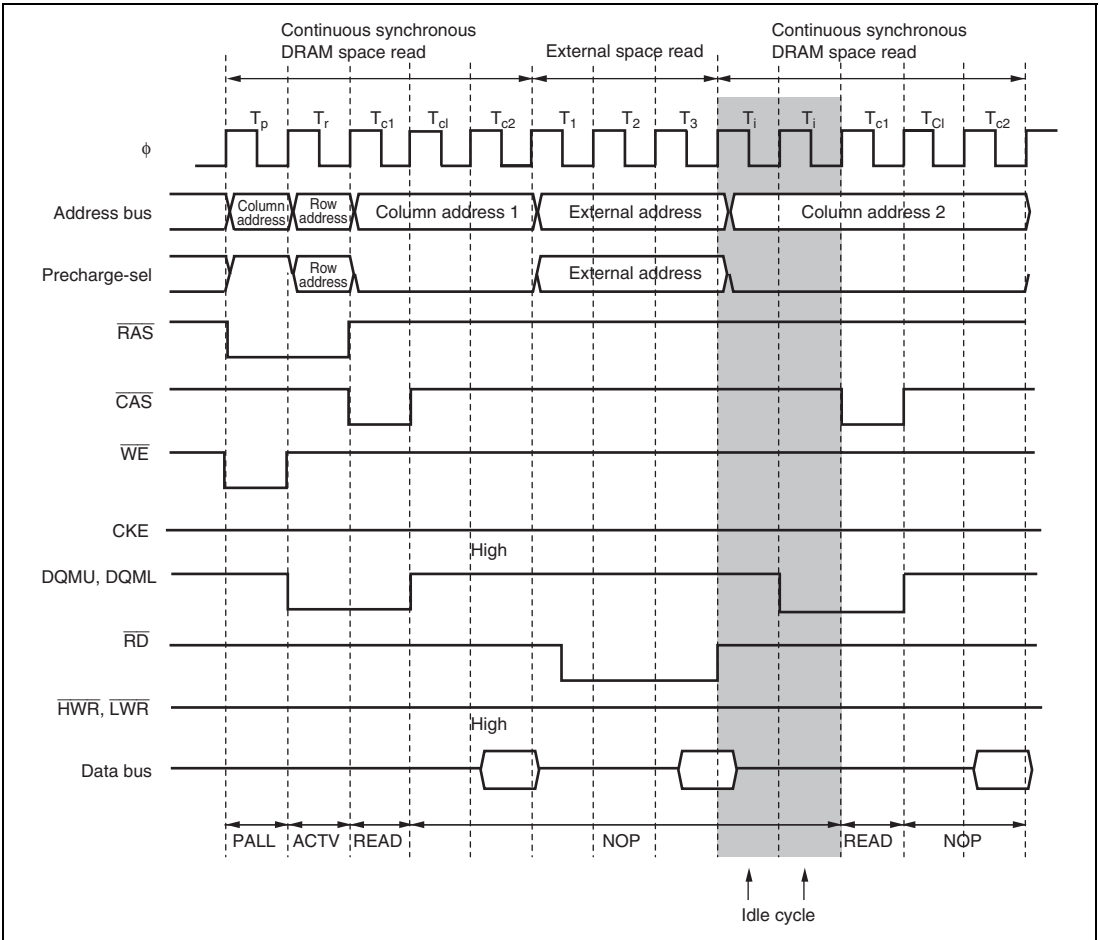 Continuous synchronous
DRAM space read
External space read
Continuous synchronous
DRAM space read
Tp Tr Tc1 Tcl Tc2 T1 T2 T3 Ti Ti Tc1 TCl Tc2
ϕ
Address bus
Column
address
Row
address
Column address 1
External address
Column address 2
Precharge-sel
Row
address
External address
RAS
CAS
WE
CKE
High
DQMU, DQML
RD
HWR, LWR
High
Data bus
PALL ACTV READ NOP READ NOP
Idle cycle